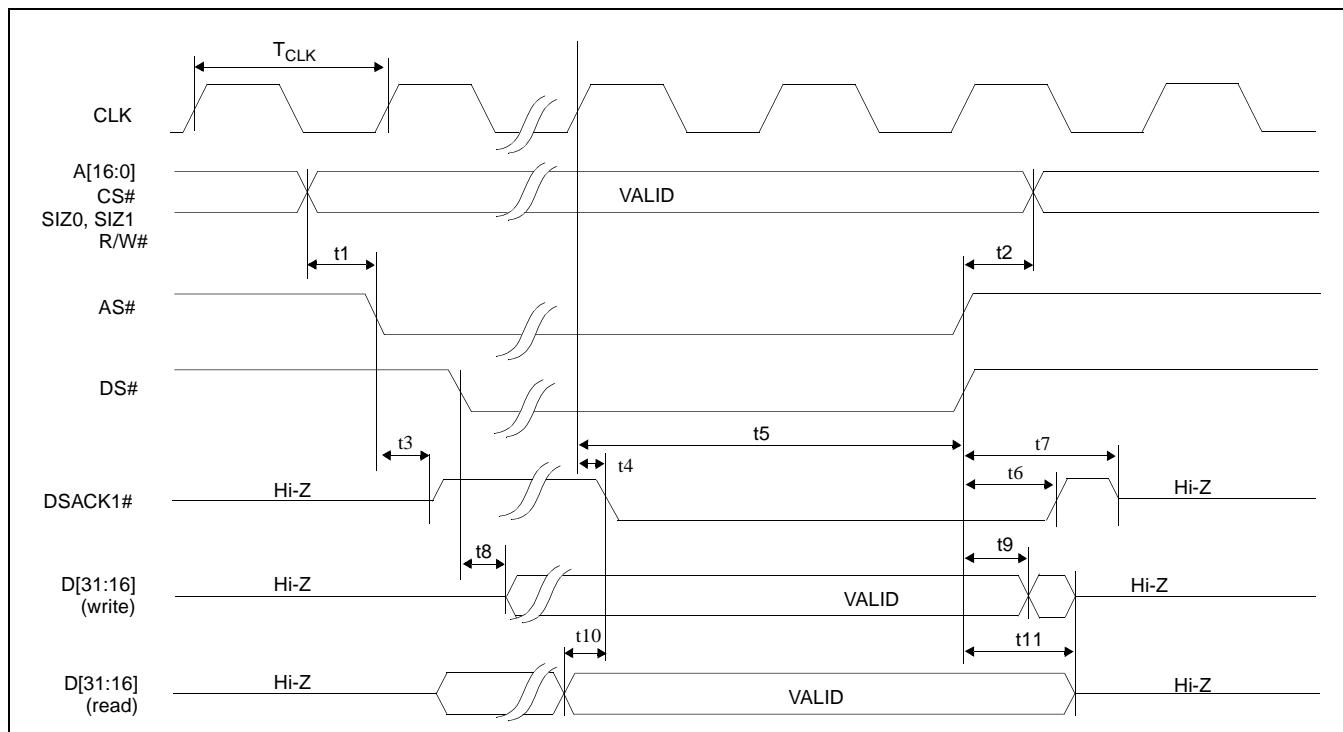 T_CLK
CLK
A[16:0]
CS#
VALID
SIZ0, SIZ1
R/W#
t1
t2
AS#
DS#
t3
t5
t4
t7
t6
DSACK1#
Hi-Z
Hi-Z
t8
t9
D[31:16]
(write)
Hi-Z
VALID
Hi-Z
t10
t11
D[31:16]
(read)
Hi-Z
VALID
Hi-Z